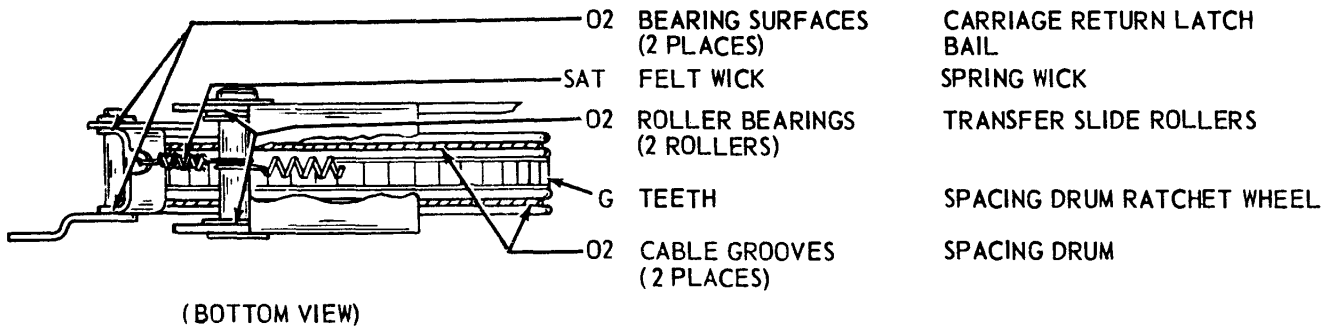 O2 BEARING SURFACES CARRIAGE RETURN LATCH
(2 PLACES) BAIL
SAT FELT WICK SPRING WICK
O2 ROLLER BEARINGS TRANSFER SLIDE ROLLERS
(2 ROLLERS)
G TEETH SPACING DRUM RATCHET WHEEL
O2 CABLE GROOVES SPACING DRUM
(2 PLACES)
(BOTTOM VIEW)